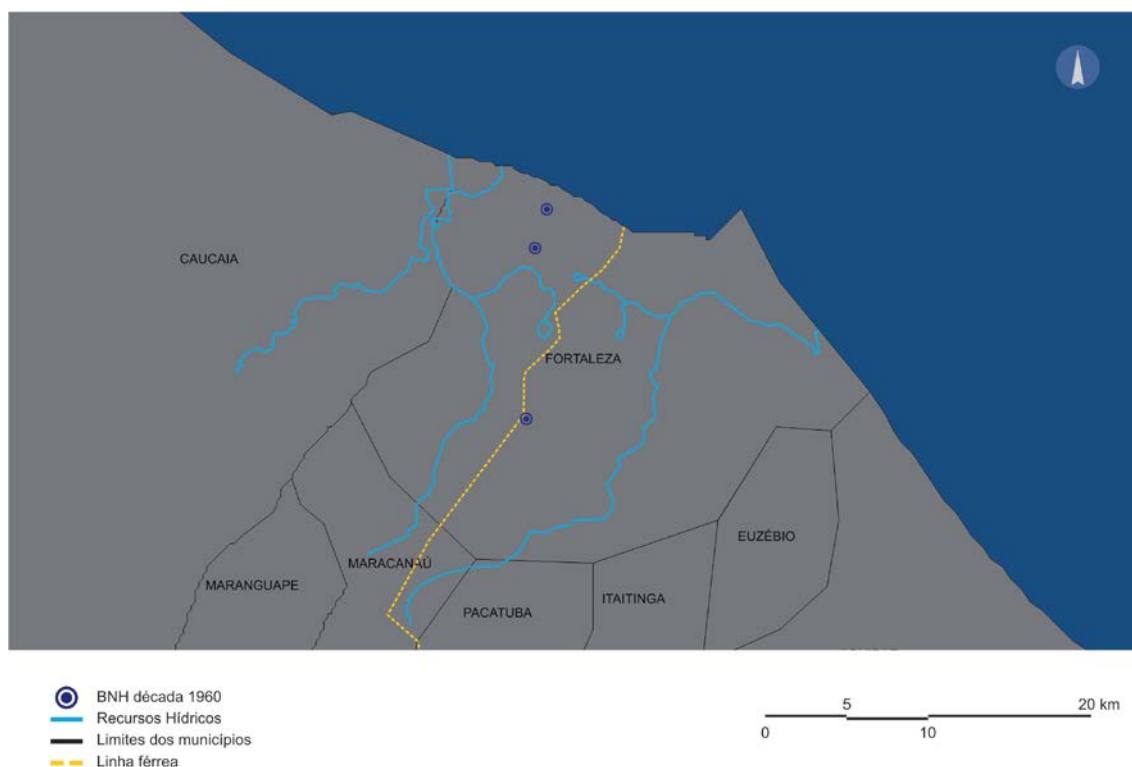 CAUCAIA
FORTALEZA
EUZÉBIO
MARACANAÚ
MARANGUAPE
ITAITINGA
PACATUBA
BNH década 1960
Recursos Hídricos
Limites dos municípios
Linha férrea
5
20 km
0
10